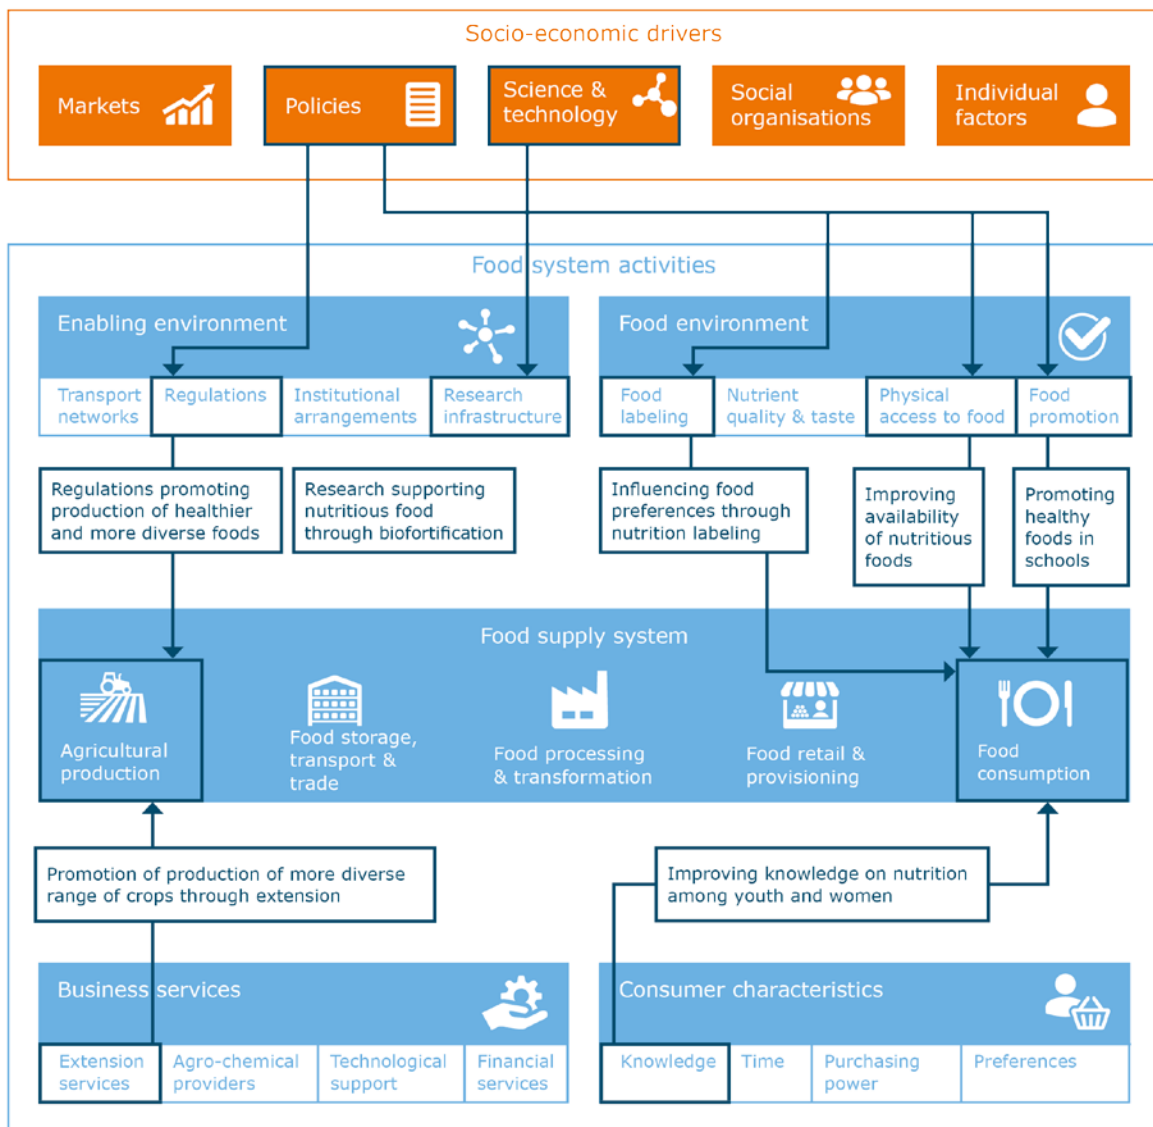 Socio-economic drivers
Markets
Policies
Science &
technology
Social
organisations
Individual
factors
Food system activities
Enabling environment
Transport
networks
Regulations
Institutional
arrangements
Research
infrastructure
Food environment
Food
labeling
Nutrient
quality & taste
Physical
access to food
Food
promotion
Regulations promoting
production of healthier
and more diverse foods
Research supporting
nutritious food
through biofortification
Influencing food
preferences through
nutrition labeling
Improving
availability
of nutritious
foods
Promoting
healthy
foods in
schools
Food supply system
Agricultural
production
Food storage,
transport &
trade
Food processing
& transformation
Food retail &
provisioning
Food
consumption
Promotion of production of more diverse
range of crops through extension
Improving knowledge on nutrition
among youth and women
Business services
Extension
services
Agro-chemical
providers
Technological
support
Financial
services
Consumer characteristics
Knowledge
Time
Purchasing
power
Preferences